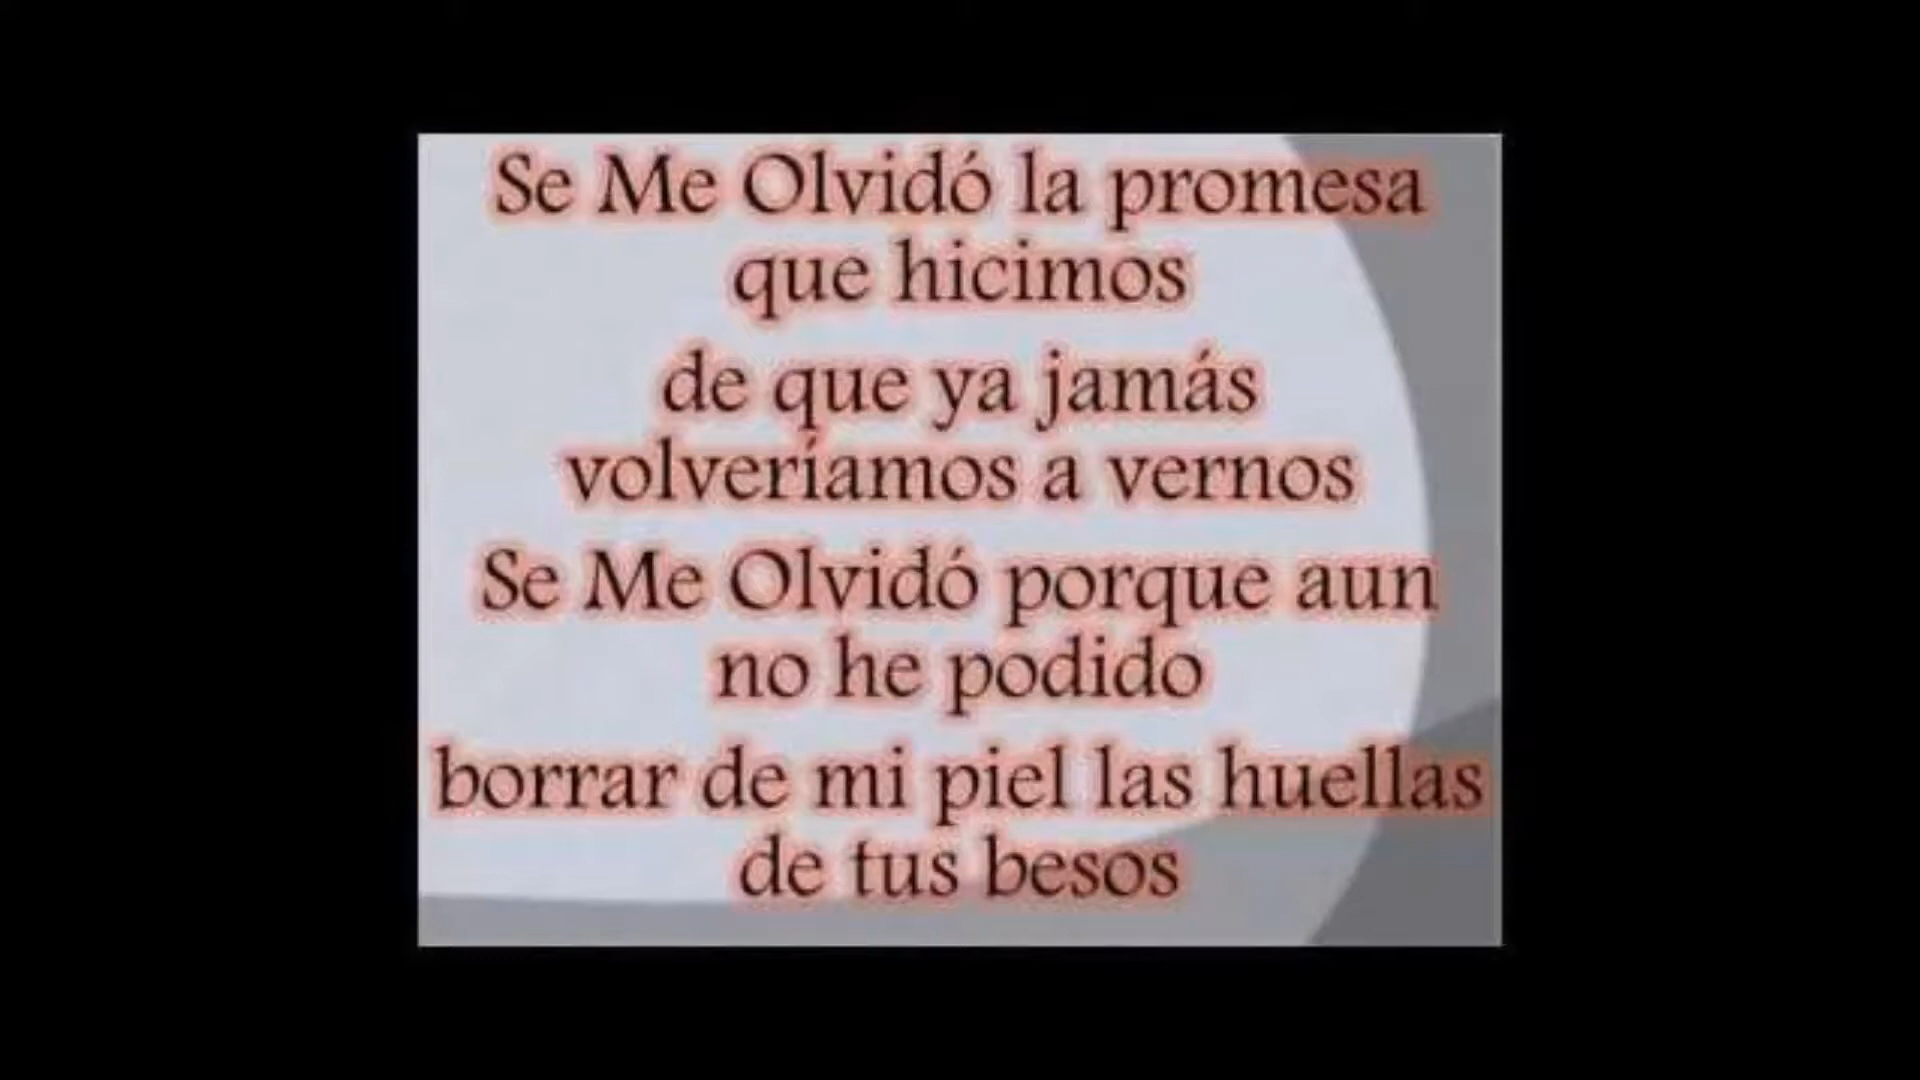 Se Me Olvidó la promesa
que hicimos
de que ya jamás
volveríamos a vernos
Se Me Olvidó porque aun
no he podido
borrar de mi piel las huellas
de tus besos